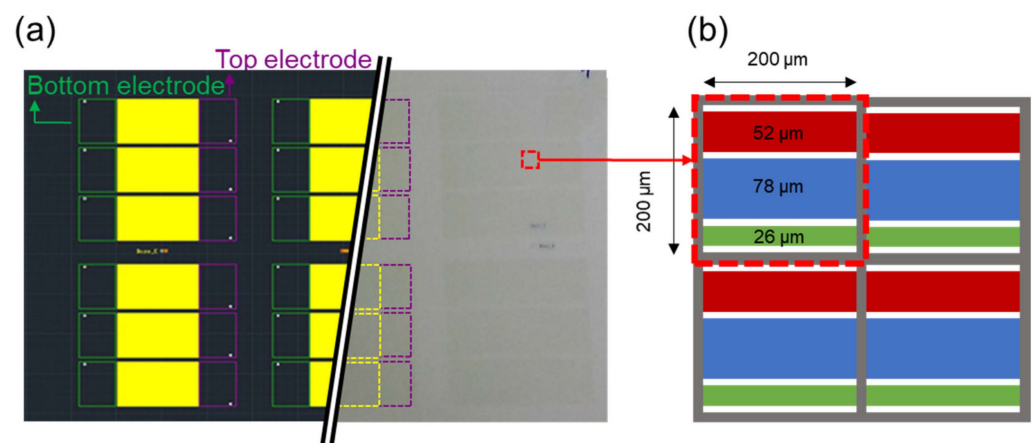 (a)
(b)
Top electrode
Bottom electrode
200 µm
200 µm
52 µm
78 µm
26 µm